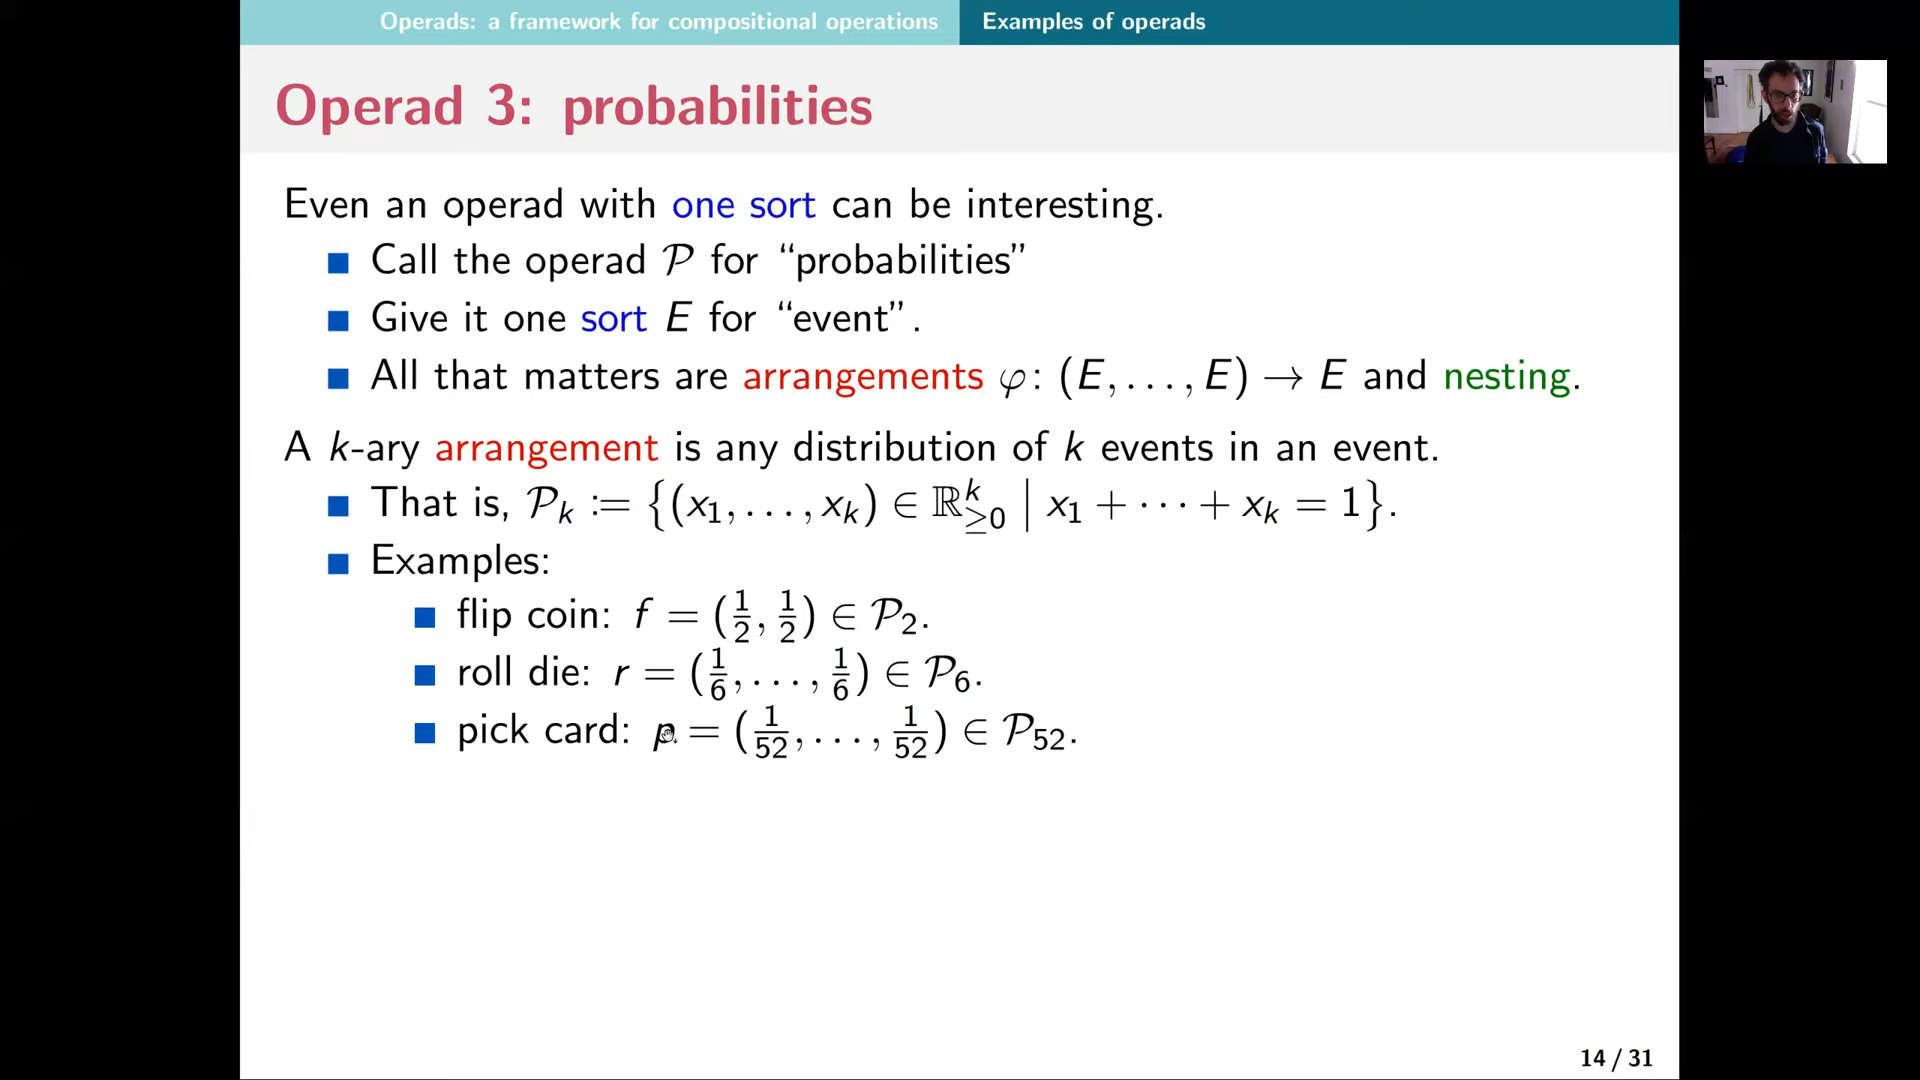 Operads: a framework for compositional operations Examples of operads
Operad 3: probabilities
Even an operad with one sort can be interesting.
Call the operad 𝒫 for “probabilities”
Give it one sort E for “event”.
All that matters are arrangements φ: (E, . . . , E) → E and nesting.
A k-ary arrangement is any distribution of k events in an event.
That is, 𝒫ₖ := {(x₁, . . . , xₖ) ∈ ℝᵏ≥0 | x₁ + · · · + xₖ = 1}.
Examples:
flip coin: f = (1/2, 1/2) ∈ 𝒫₂.
roll die: r = (1/6, . . . , 1/6) ∈ 𝒫₆.
pick card: p = (1/52, . . . , 1/52) ∈ 𝒫₅₂.
14 / 31